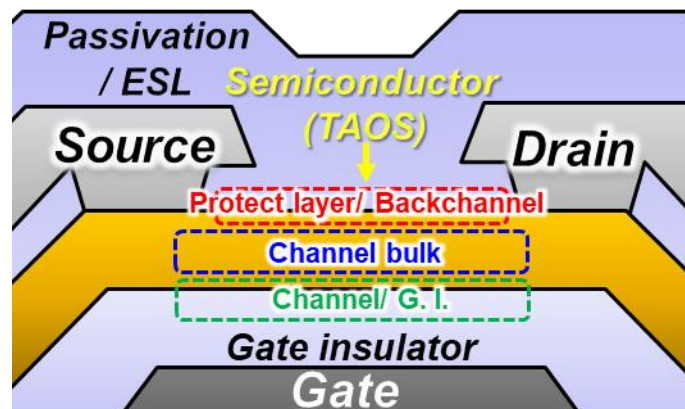 Passivation
/ ESL
Semiconductor
(TAOS)
Source
Drain
Protect layer/ Backchannel
Channel bulk
Channel/ G. I.
Gate insulator
Gate